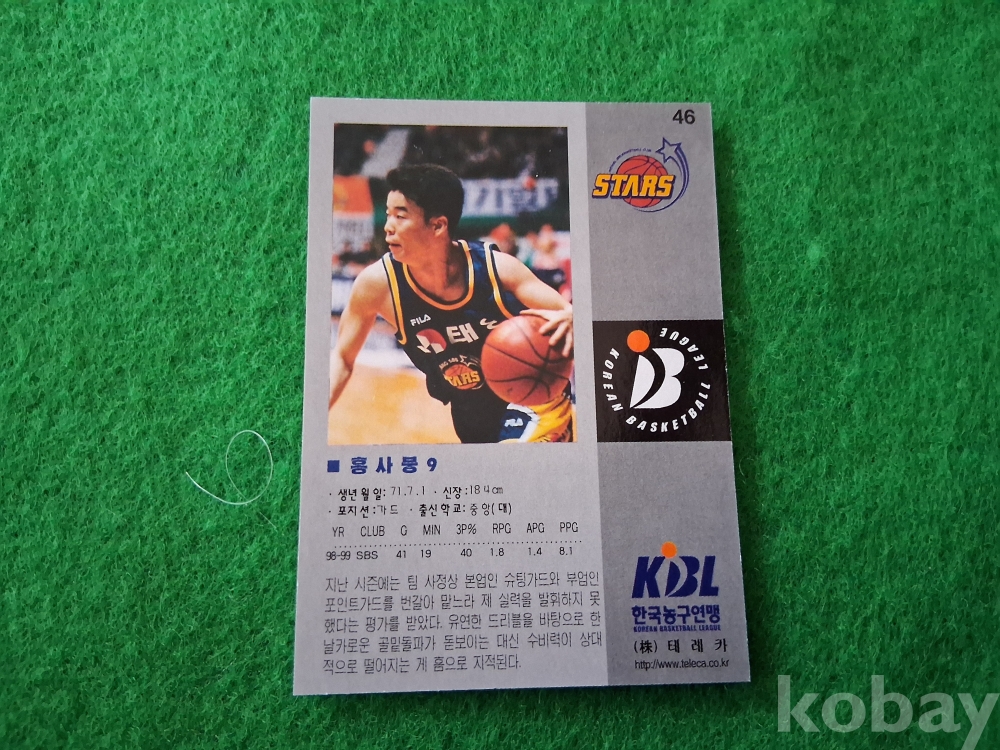 46
STARS
FILA
태
STARS
FILA
KOREAN BASKETBALL LEAGUE
■ 홍 사 붕 9
· 생년월일: 71.7.1 · 신장: 184cm
· 포지션: 가드 · 출신학교: 중앙(대)
YR CLUB G MIN 3P% RPG APG PPG
98-99 SBS 41 19 40 1.8 1.4 8.1
지난 시즌에는 팀 사정상 본업인 슈팅가드와 부업인
포인트가드를 번갈아 맡느라 제 실력을 발휘하지 못
했다는 평가를 받았다. 유연한 드리블을 바탕으로 한
날카로운 골밑돌파가 돋보이는 대신 수비력이 상대
적으로 떨어지는 게 흠으로 지적된다.
KBL
한국농구연맹
KOREAN BASKETBALL LEAGUE
(株) 테 레 카
http://www.teleca.co.kr
kobay